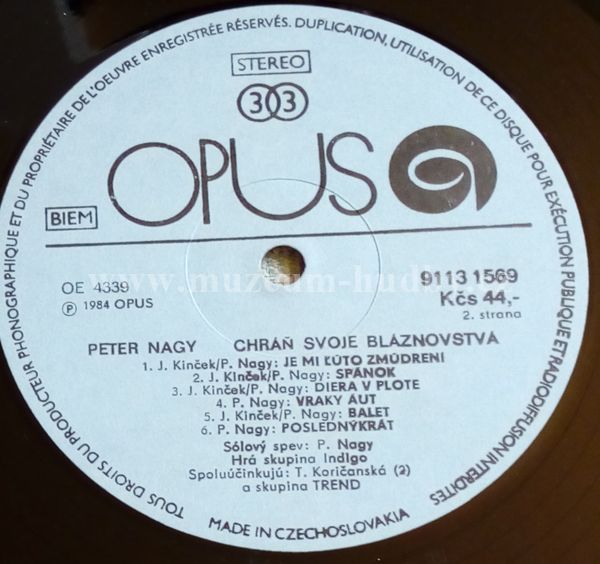 TOUS DROITS DU PRODUCTEUR PHONOGRAPHIQUE ET DU PROPRIÉTAIRE DE L'OEUVRE ENREGISTRÉE RÉSERVÉS. DUPLICATION, UTILISATION DE CE DISQUE POUR EXÉCUTION PUBLIQUE ET RADIODIFFUSION INTERDITES
STEREO
33
OPUS
BIEM
OE 4339
℗ 1984 OPUS
9113 1569
Kčs 44,-
2. strana
PETER NAGY CHRÁŇ SVOJE BLÁZNOVSTVÁ
1. J. Kinček/P. Nagy: JE MI ĽÚTO ZMÚDRENÍ
2. J. Kinček/P. Nagy: SPÁNOK
3. J. Kinček/P. Nagy: DIERA V PLOTE
4. P. Nagy: VRAKY ÁUT
5. J. Kinček/P. Nagy: BALET
6. P. Nagy: POSLEDNÝKRÁT
Sólový spev: P. Nagy
Hrá skupina Indigo
Spoluúčinkujú: T. Koričanská (2)
a skupina TREND
MADE IN CZECHOSLOVAKIA